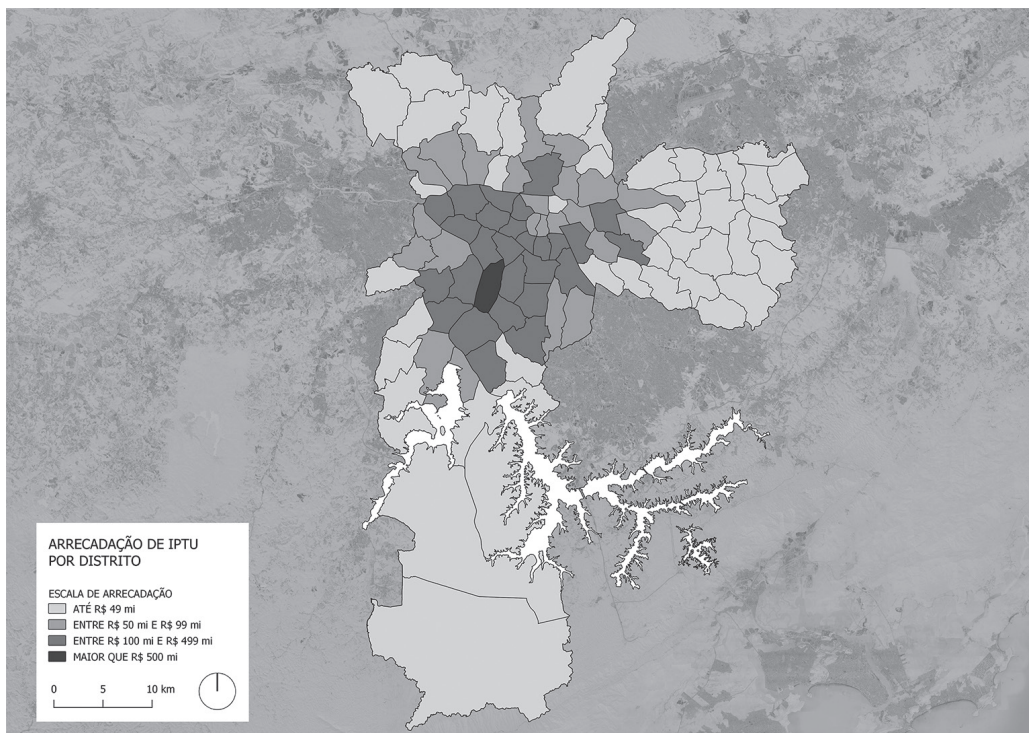 ARRECADAÇÃO DE IPTU
POR DISTRITO
ESCALA DE ARRECADAÇÃO
ATÉ R$ 49 mi
ENTRE R$ 50 mi E R$ 99 mi
ENTRE R$ 100 mi E R$ 499 mi
MAIOR QUE R$ 500 mi
0 5 10 km